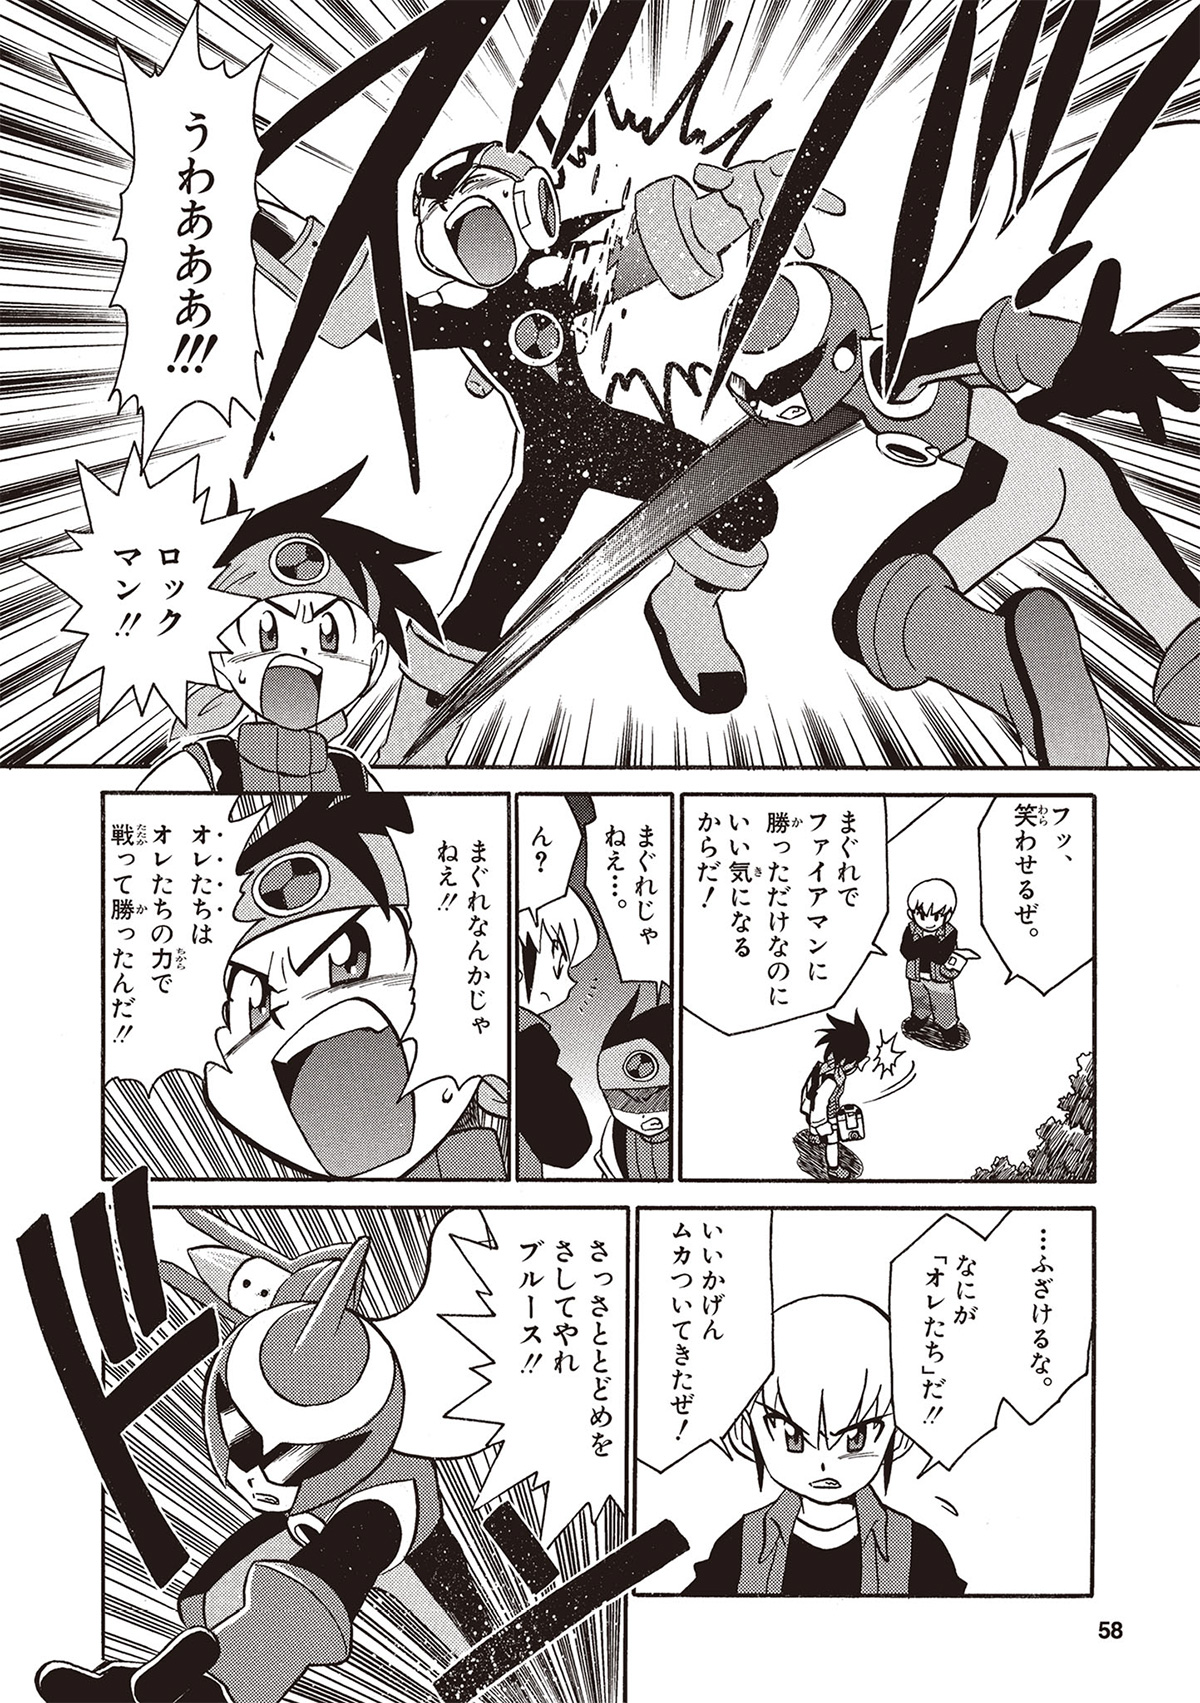 うわあああ!!!
ロック
マン!!
フッ、
笑わせるぜ。
まぐれで
ファイアマンに
勝っただけなのに
いい気になる
からだ!
まぐれじゃ
ねえ…。
ん?
まぐれなんかじゃ
ねぇ!!
オレたちは
オレたちの力で
戦って勝ったんだ!!
…ふざけるな。
なにが
「オレたち」だ!!
いいかげん
ムカついてきたぜ!
さっさととどめを
さしてやれ
ブルース!!
ドドー
58